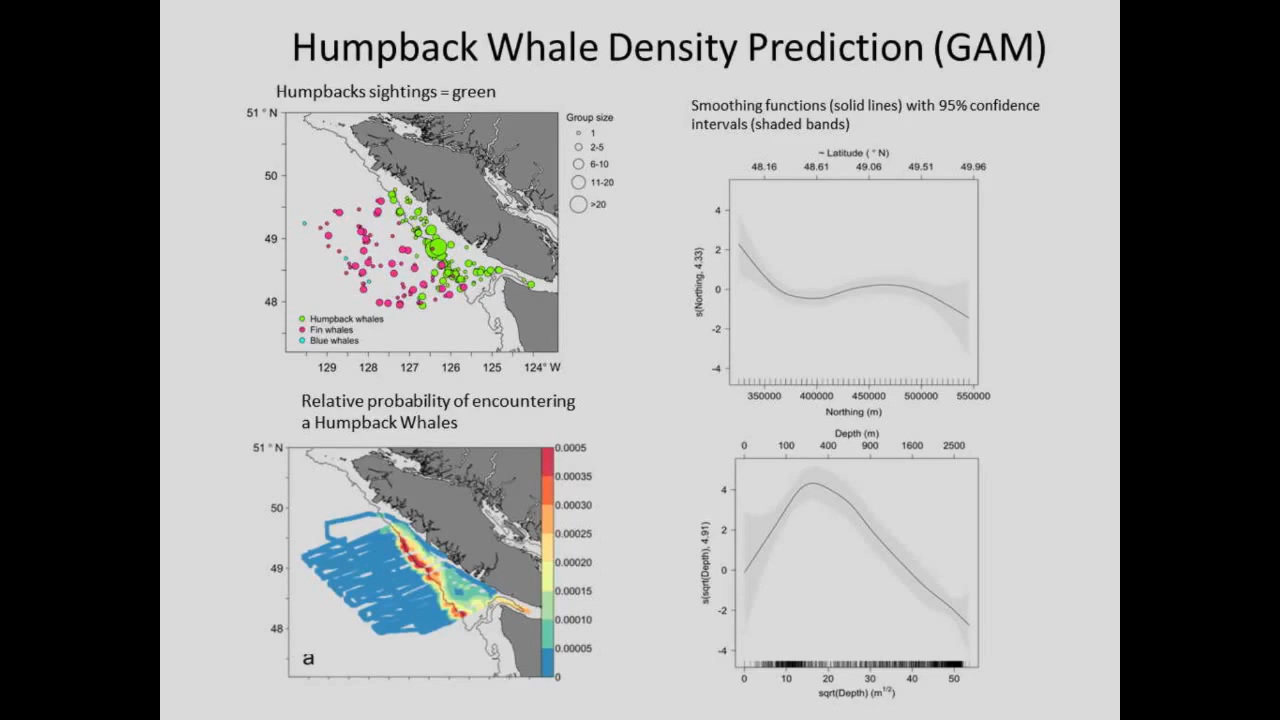 Humpback Whale Density Prediction (GAM)
Humpbacks sightings = green
51 ° N
50
49
48
129 128 127 126 125 124° W
Humpback whales
Fin whales
Blue whales
Group size
1
2-5
6-10
11-20
>20
Relative probability of encountering
a Humpback Whales
51 ° N
50
49
48
a
0.0005
0.00035
0.00030
0.00025
0.00020
0.00015
0.00010
0.00005
0
Smoothing functions (solid lines) with 95% confidence
intervals (shaded bands)
~ Latitude ( ° N)
48.16 48.61 49.06 49.51 49.96
s(Northing, 4.33)
4
2
0
-2
-4
350000 400000 450000 500000 550000
Northing (m)
Depth (m)
0 100 400 900 1600 2500
s(sqrt(Depth), 4.91)
4
2
0
-2
-4
0 10 20 30 40 50
sqrt(Depth) (m¹/²)